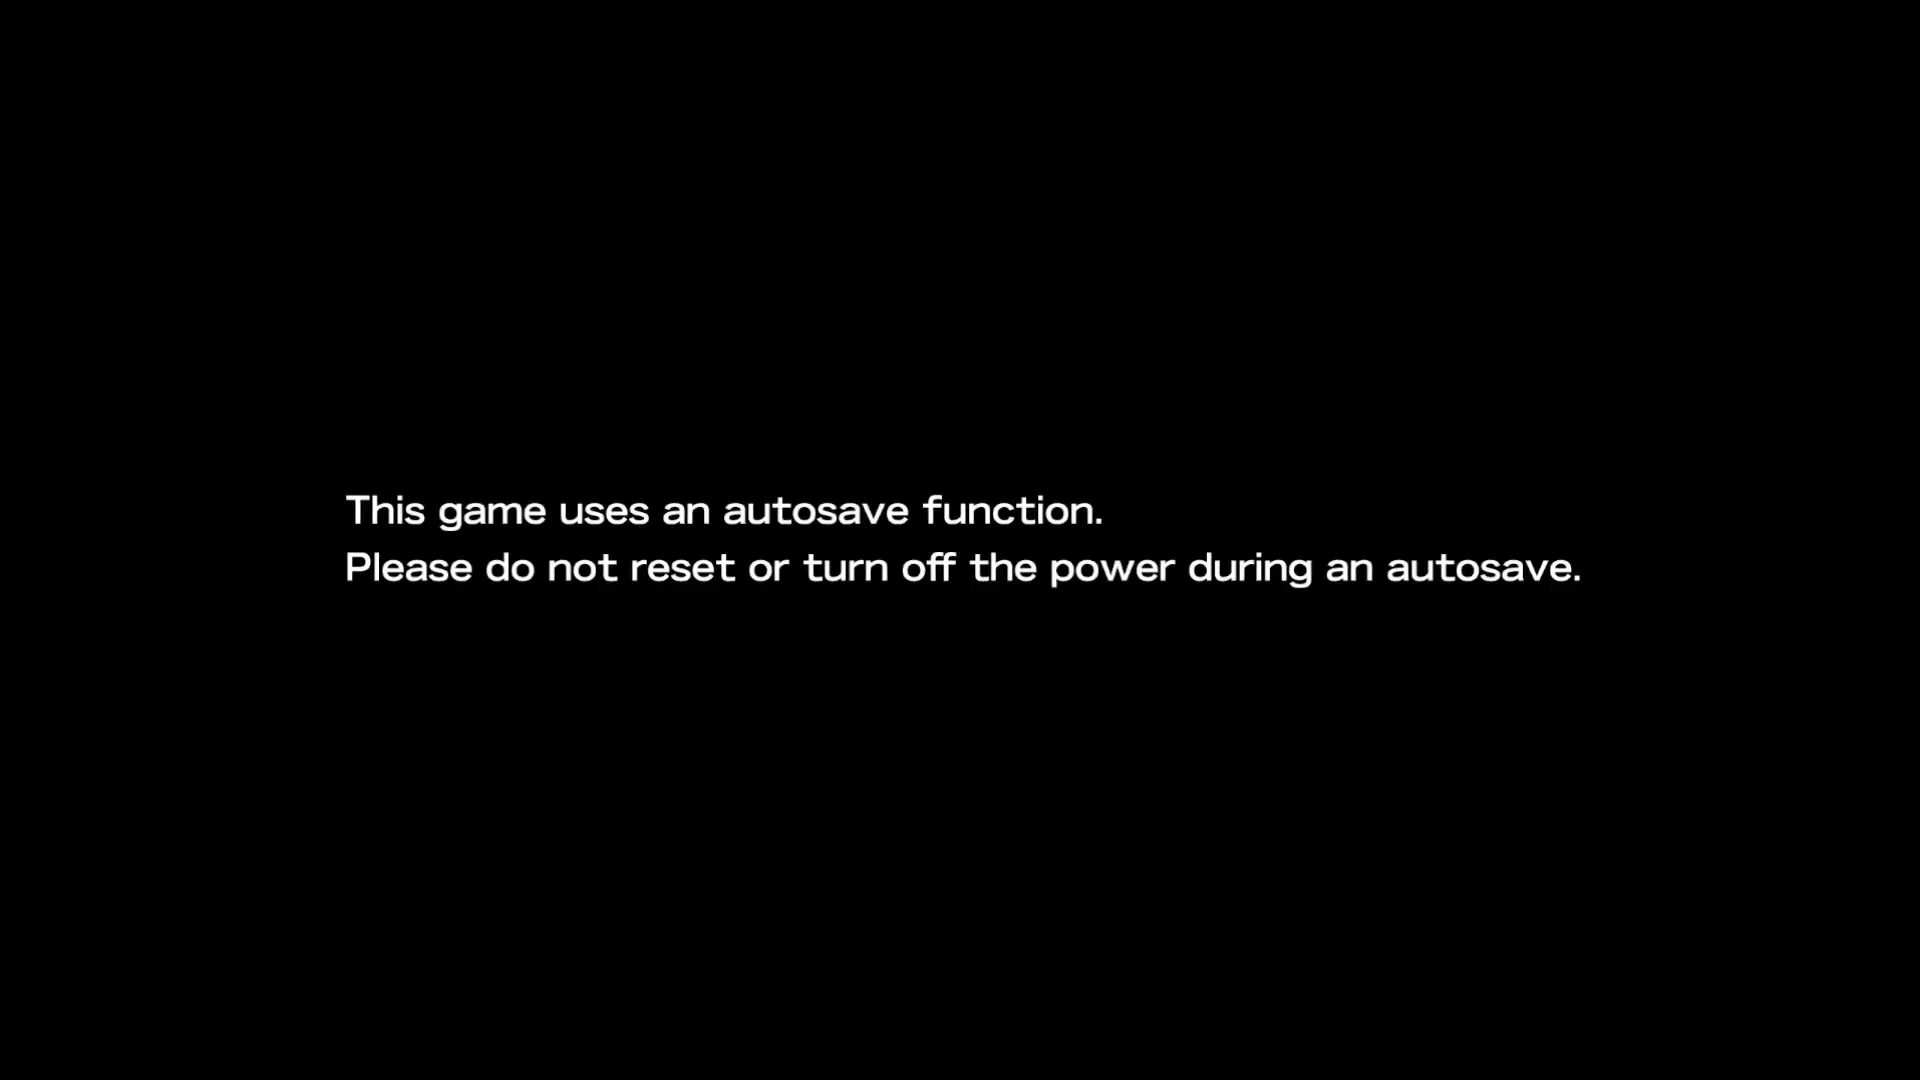 This game uses an autosave function.
Please do not reset or turn off the power during an autosave.